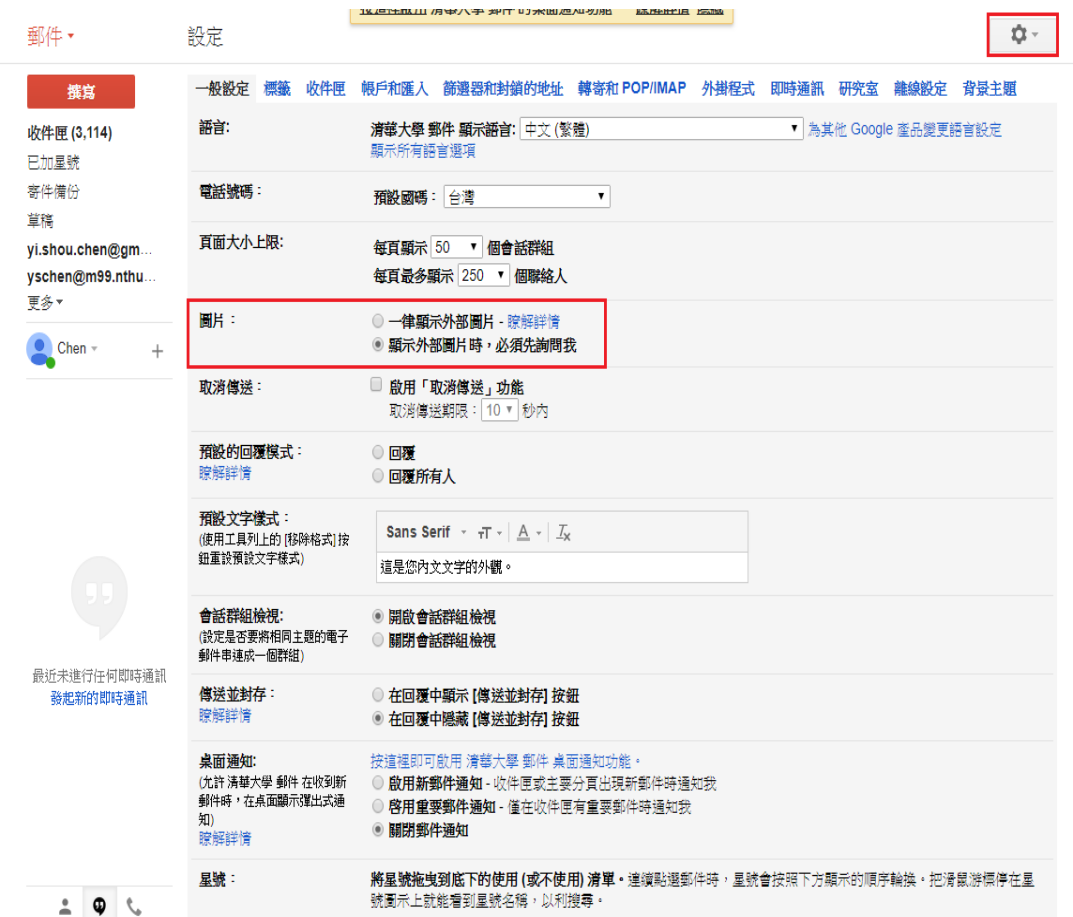 按這裡啟用 清華大學 郵件 的桌面通知功能 瞭解詳情 隱藏
郵件
設定
撰寫
收件匣 (3,114)
已加星號
寄件備份
草稿
yi.shou.chen@gm...
yschen@m99.nthu...
更多
Chen
最近未進行任何即時通訊
發起新的即時通訊
一般設定 標籤 收件匣 帳戶和匯入 篩選器和封鎖的地址 轉寄和 POP/IMAP 外掛程式 即時通訊 研究室 離線設定 背景主題
語言:
清華大學 郵件 顯示語言: 中文 (繁體) 為其他 Google 產品變更語言設定
顯示所有語言選項
電話號碼：
預設國碼： 台灣
頁面大小上限:
每頁顯示 50 個會話群組
每頁最多顯示 250 個聯絡人
圖片：
一律顯示外部圖片 - 瞭解詳情
顯示外部圖片時，必須先詢問我
取消傳送：
啟用「取消傳送」功能
取消傳送期限： 10 秒內
預設的回覆模式：
瞭解詳情
回覆
回覆所有人
預設文字樣式：
(使用工具列上的 [移除格式] 按
鈕重設預設文字樣式)
Sans Serif
這是您內文文字的外觀。
會話群組檢視:
(設定是否要將相同主題的電子
郵件串連成一個群組)
開啟會話群組檢視
關閉會話群組檢視
傳送並封存：
瞭解詳情
在回覆中顯示 [傳送並封存] 按鈕
在回覆中隱藏 [傳送並封存] 按鈕
桌面通知:
(允許 清華大學 郵件 在收到新
郵件時，在桌面顯示彈出式通
知)
瞭解詳情
按這裡即可啟用 清華大學 郵件 桌面通知功能。
啟用新郵件通知 - 收件匣或主要分頁出現新郵件時通知我
啓用重要郵件通知 - 僅在收件匣有重要郵件時通知我
關閉郵件通知
星號：
將星號拖曳到底下的使用 (或不使用) 清單。連續點選郵件時，星號會按照下方顯示的順序輪換。把滑鼠游標停在星
號圖示上就能看到星號名稱，以利搜尋。